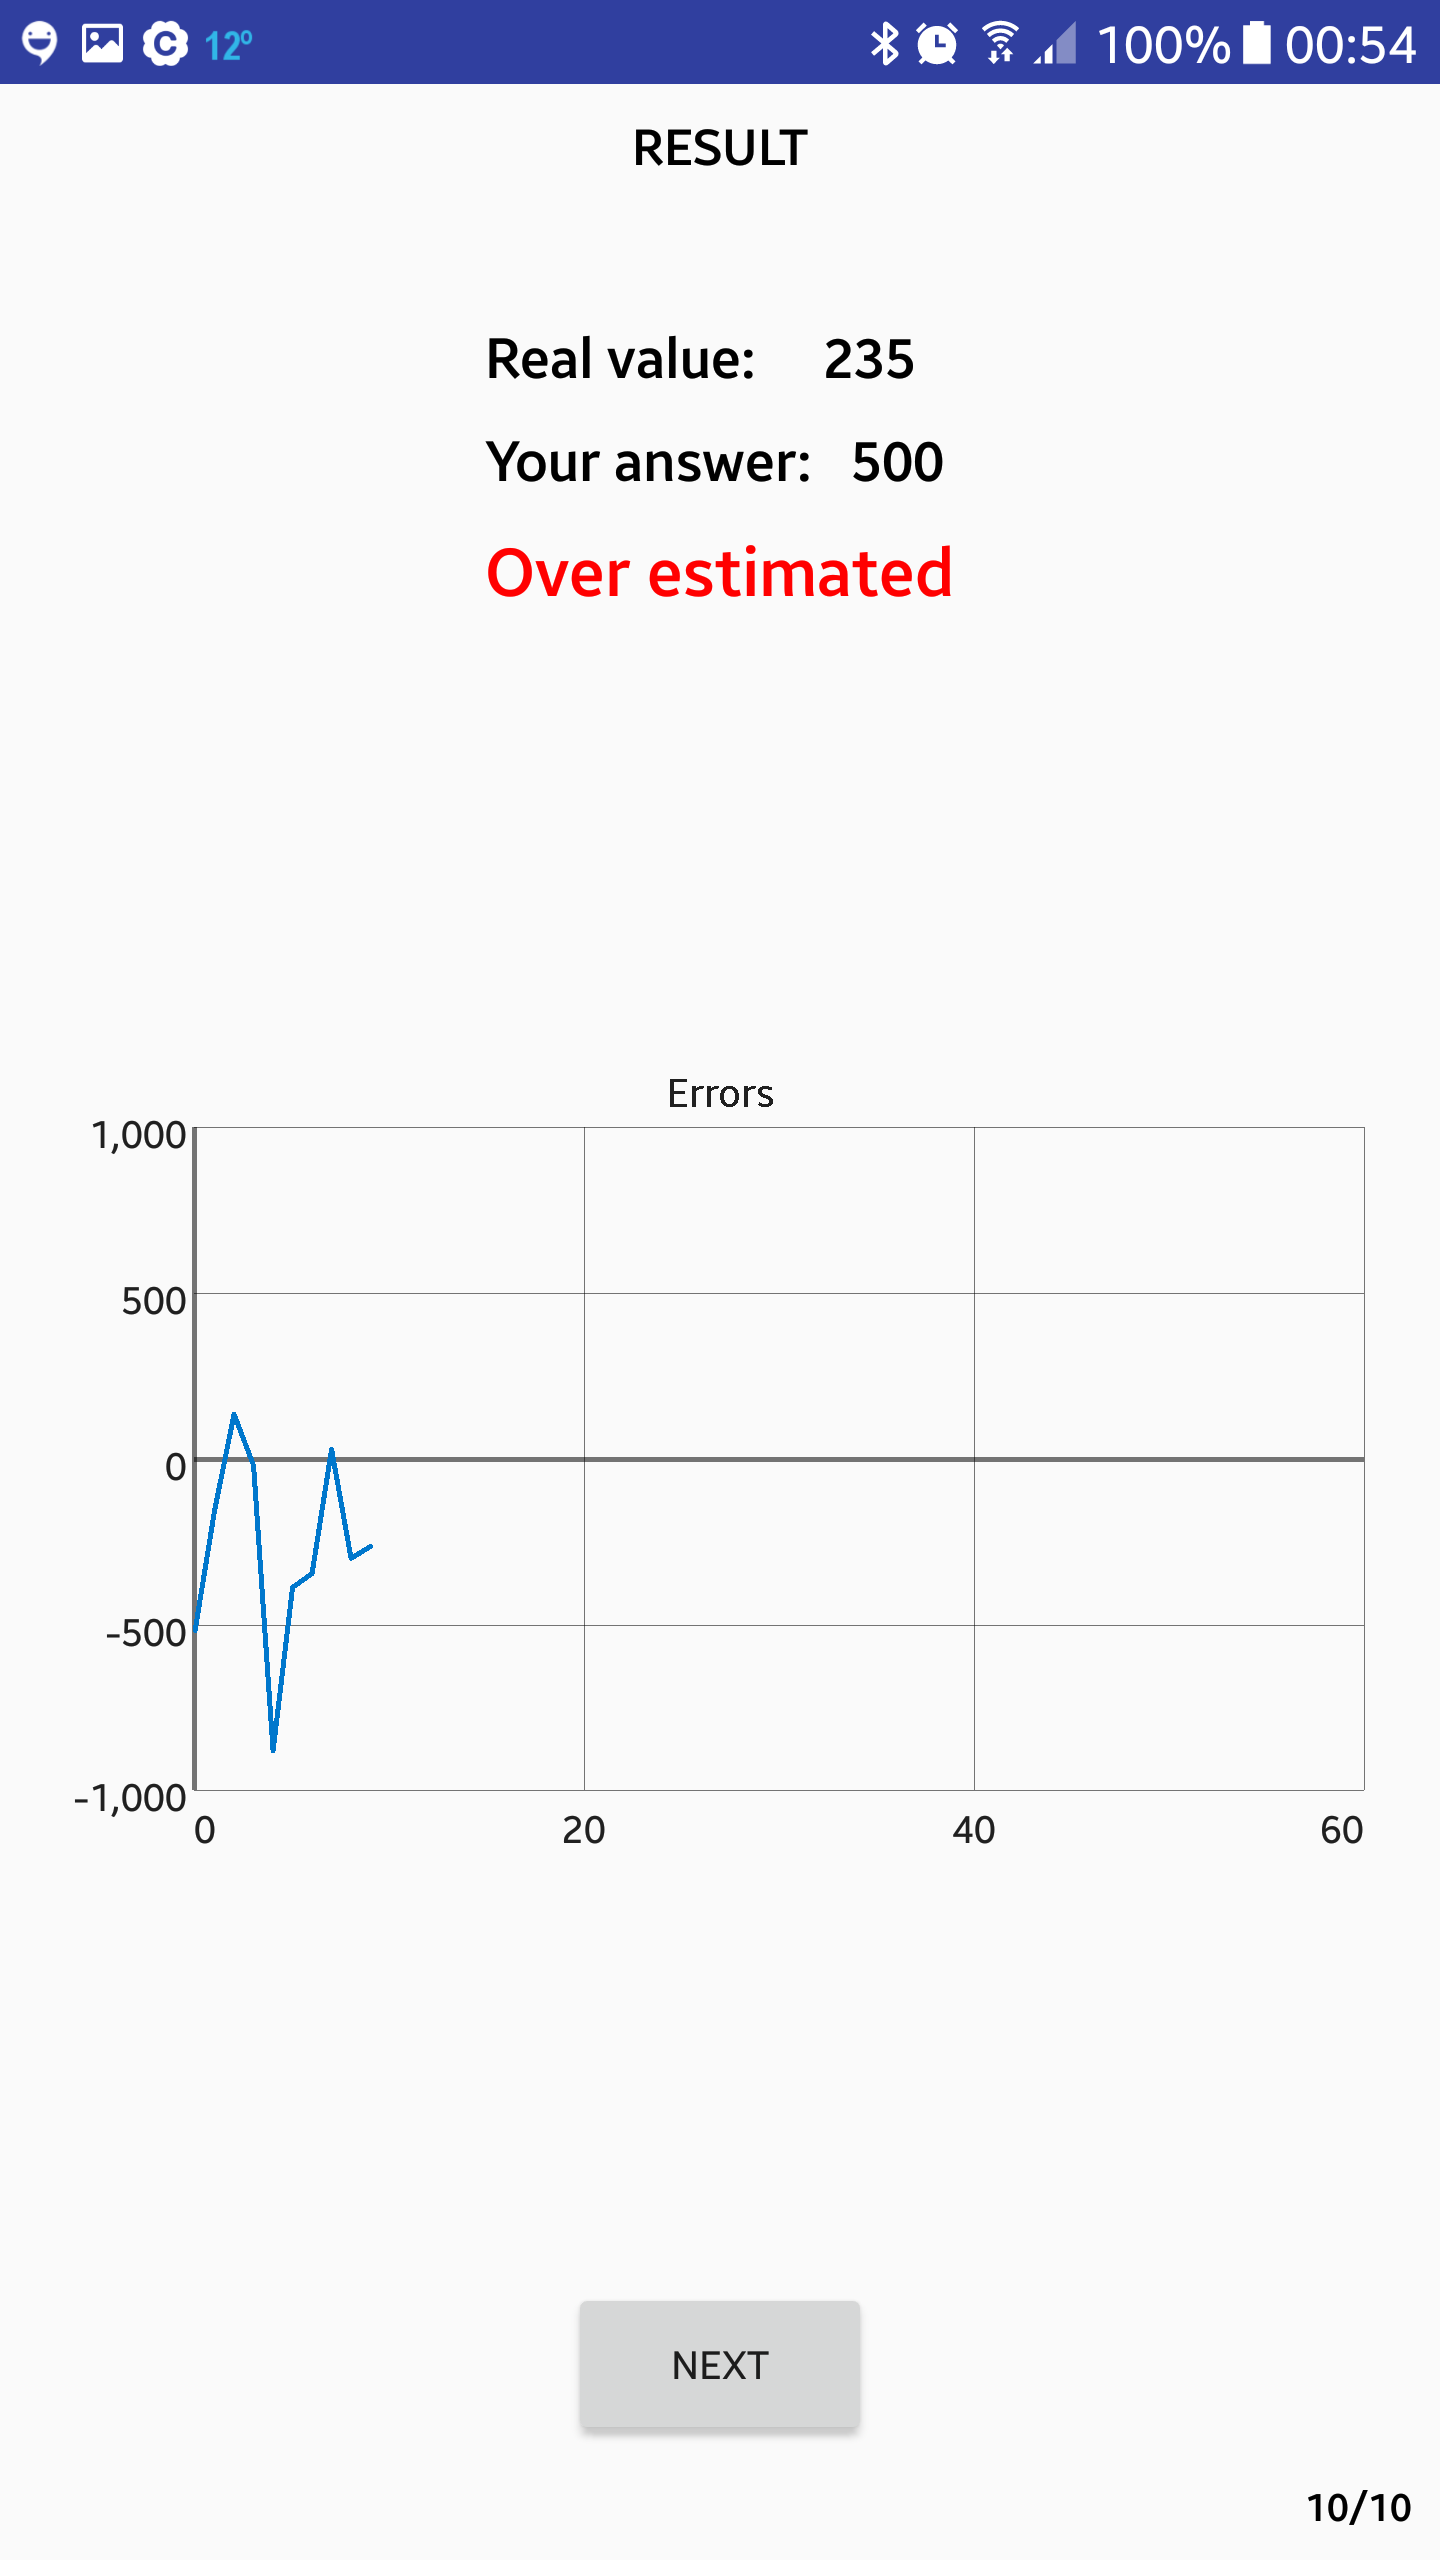 12° 100% 00:54
RESULT
Real value: 235
Your answer: 500
Over estimated
Errors
1,000
500
0
-500
-1,000
0 20 40 60
NEXT
10/10